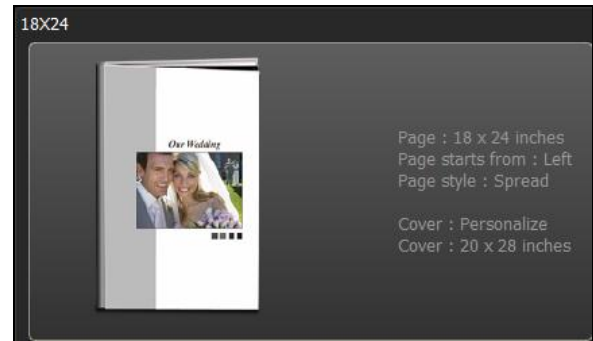 18X24
Our Wedding
Page : 18 x 24 inches
Page starts from : Left
Page style : Spread
Cover : Personalize
Cover : 20 x 28 inches